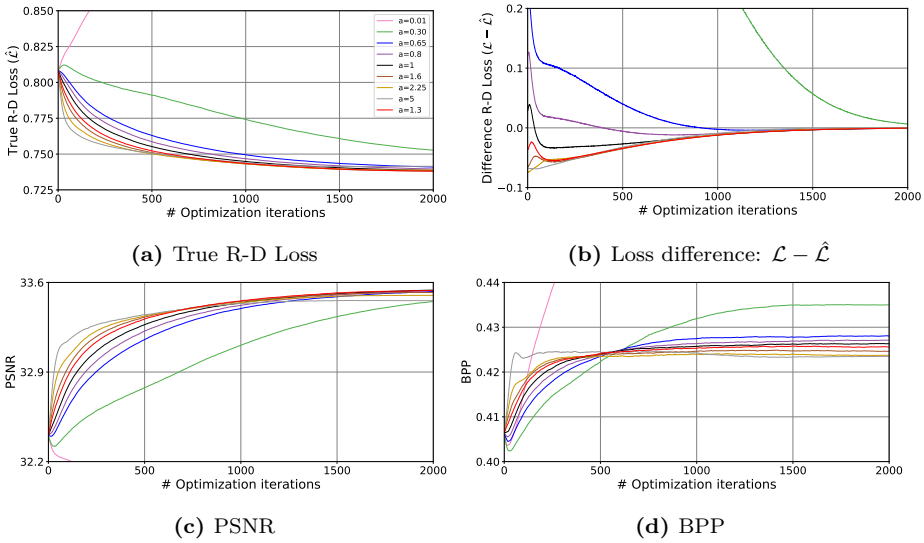 0.850
0.825
0.800
0.775
0.750
0.725
True R-D Loss (ℒ̂)
a=0.01
a=0.30
a=0.65
a=0.8
a=1
a=1.6
a=2.25
a=5
a=1.3
0 500 1000 1500 2000
# Optimization iterations
(a) True R-D Loss
0.2
0.1
0.0
−0.1
Difference R-D Loss (ℒ − ℒ̂)
0 500 1000 1500 2000
# Optimization iterations
(b) Loss difference: ℒ − ℒ̂
33.6
32.9
32.2
PSNR
0 500 1000 1500 2000
# Optimization iterations
(c) PSNR
0.44
0.43
0.42
0.41
0.40
BPP
0 500 1000 1500 2000
# Optimization iterations
(d) BPP